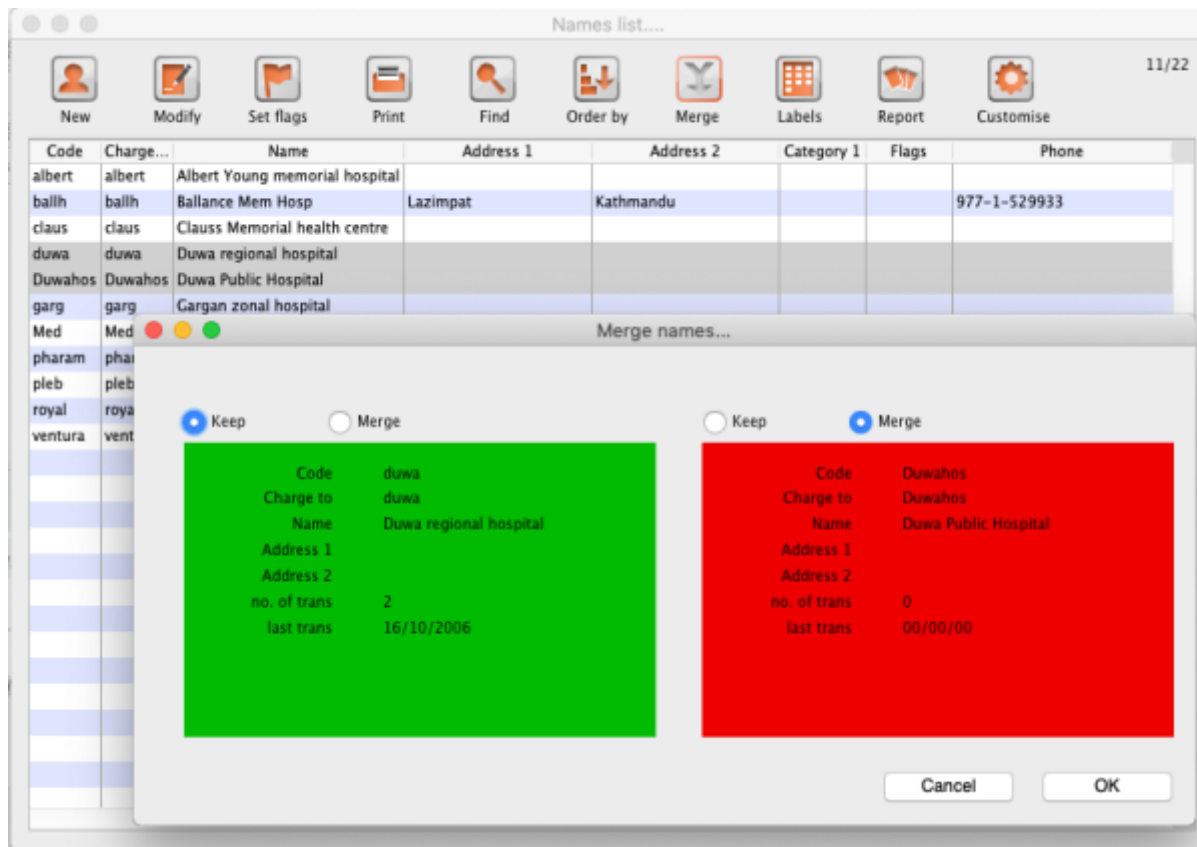 Names list....
11/22
New Modify Set flags Print Find Order by Merge Labels Report Customise
Code Charge... Name Address 1 Address 2 Category 1 Flags Phone
albert albert Albert Young memorial hospital
ballh ballh Ballance Mem Hosp Lazimpat Kathmandu 977-1-529933
claus claus Clauss Memorial health centre
duwa duwa Duwa regional hospital
Duwahos Duwahos Duwa Public Hospital
garg garg Gargan zonal hospital
Med Med
pharam phar
pleb pleb
royal roya
ventura vent
Merge names...
Keep Merge
Code duwa
Charge to duwa
Name Duwa regional hospital
Address 1
Address 2
no. of trans 2
last trans 16/10/2006
Keep Merge
Code Duwahos
Charge to Duwahos
Name Duwa Public Hospital
Address 1
Address 2
no. of trans 0
last trans 00/00/00
Cancel OK